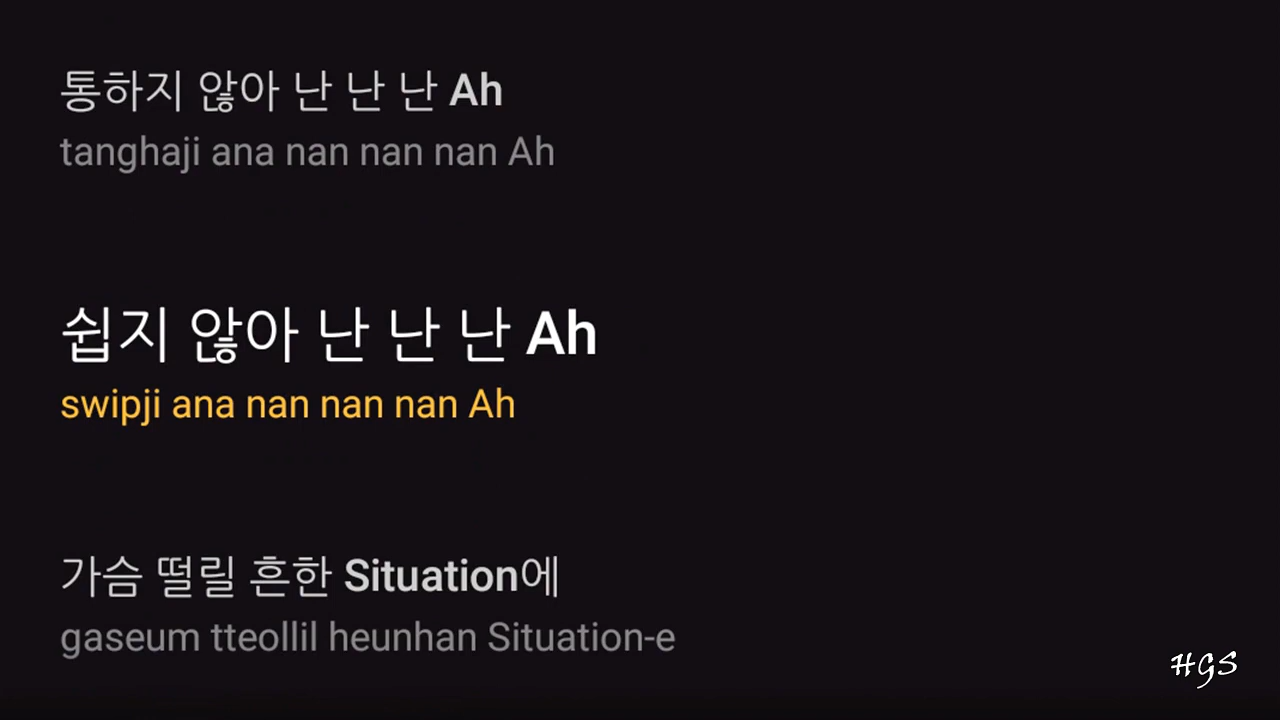 통하지 않아 난 난 난 Ah
tanghaji ana nan nan nan Ah
쉽지 않아 난 난 난 Ah
swipji ana nan nan nan Ah
가슴 떨릴 흔한 Situation에
gaseum tteollil heunhan Situation-e
HGS